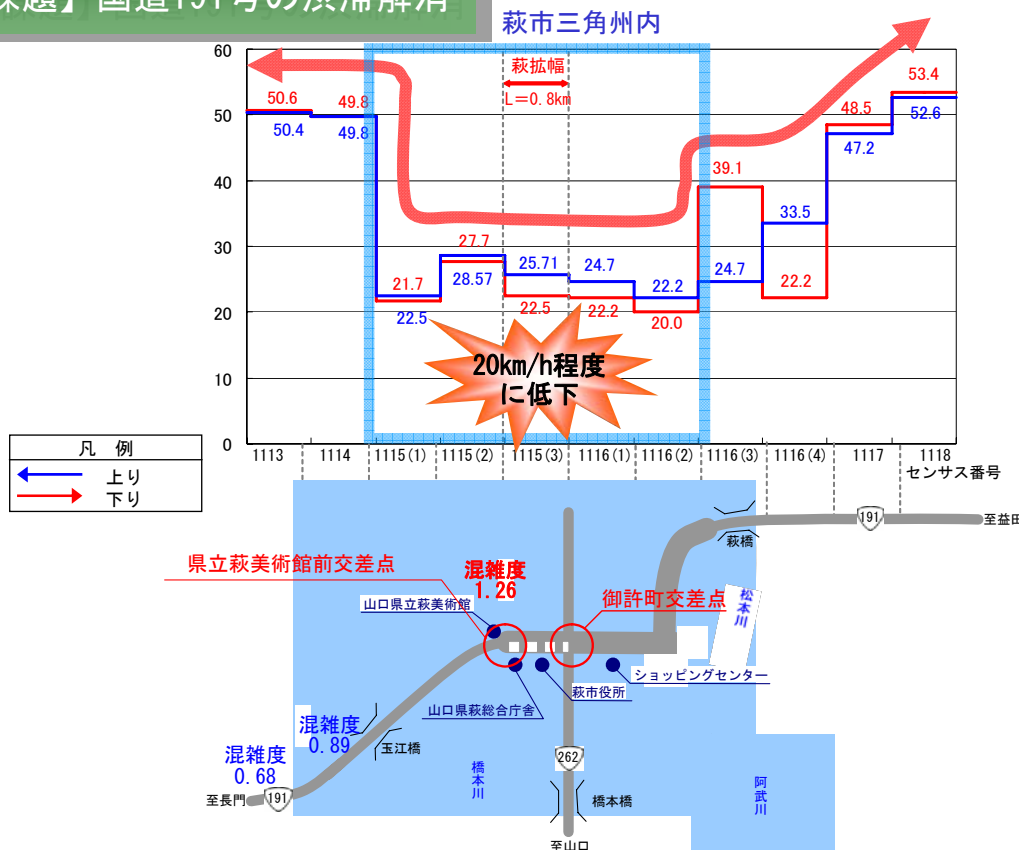 課題】国道191号の渋滞解消
萩市三角州内
60
50
40
30
20
10
0
萩拡幅
L=0.8km
50.6
50.4
49.8
49.8
21.7
22.5
27.7
28.57
25.71
22.5
24.7
22.2
22.2
20.0
39.1
24.7
33.5
22.2
48.5
47.2
53.4
52.6
20km/h程度
に低下
1113
1114
1115(1)
1115(2)
1115(3)
1116(1)
1116(2)
1116(3)
1116(4)
1117
1118
センサス番号
凡 例
上り
下り
191
至益田
萩橋
県立萩美術館前交差点
混雑度
1.26
山口県立萩美術館
御許町交差点
松本川
ショッピングセンター
萩市役所
山口県萩総合庁舎
混雑度
0.89
玉江橋
混雑度
0.68
橋本川
262
阿武川
至長門
191
橋本橋
至山口